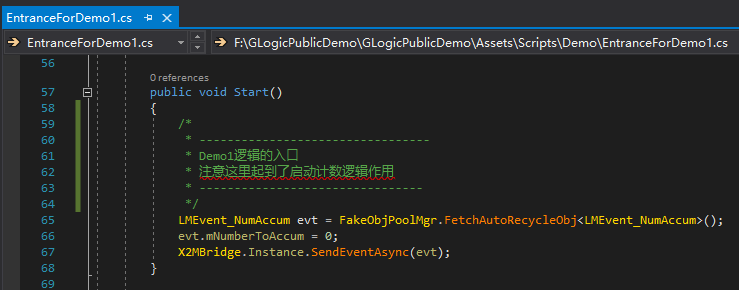 EntranceForDemo1.cs
EntranceForDemo1.cs F:\GLogicPublicDemo\GLogicPublicDemo\Assets\Scripts\Demo\EntranceForDemo1.cs
56
0 references
57 public void Start()
58 {
59 /*
60 * ---------------------------------
61 * Demo1逻辑的入口
62 * 注意这里起到了启动计数逻辑作用
63 * --------------------------------
64 */
65 LMEvent_NumAccum evt = FakeObjPoolMgr.FetchAutoRecycleObj<LMEvent_NumAccum>();
66 evt.mNumberToAccum = 0;
67 X2MBridge.Instance.SendEventAsync(evt);
68 }
69